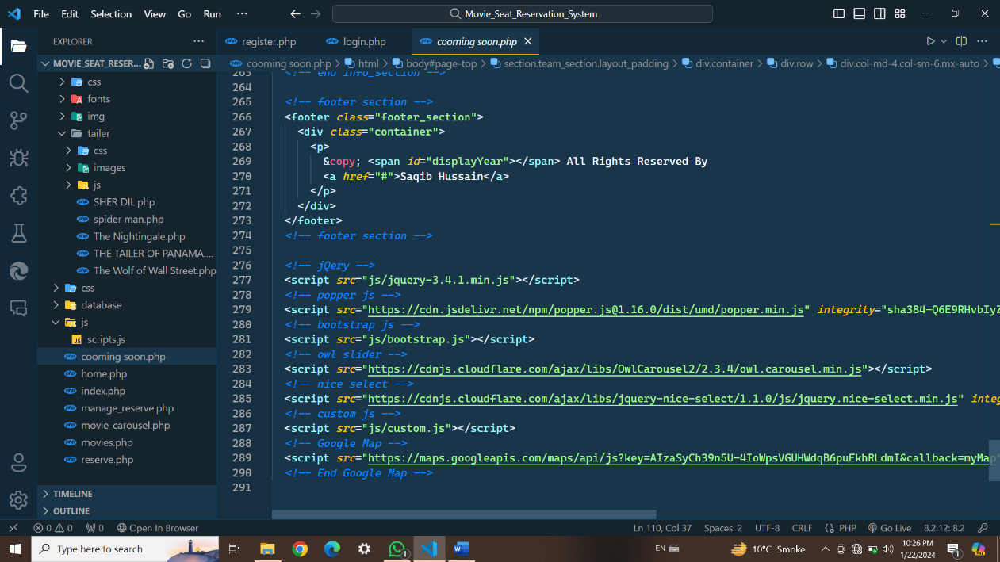 File Edit Selection View Go Run ··· Movie_Seat_Reservation_System
EXPLORER ··· register.php login.php cooming soon.php
MOVIE_SEAT_RESER... cooming soon.php > html > body#page-top > section.team_section.layout_padding > div.container > div.row > div.col-md-4.col-sm-6.mx-auto >
css
fonts
img
tailer
css
images
js
SHER DIL.php
spider man.php
The Nightingale.php
THE TAILER OF PANAMA....
The Wolf of Wall Street.php
css
database
js
scripts.js
cooming soon.php
home.php
index.php
manage_reserve.php
movie_carousel.php
movies.php
reserve.php
TIMELINE
OUTLINE
263 <!-- end info_section -->
264
265 <!-- footer section -->
266 <footer class="footer_section">
267 <div class="container">
268 <p>
269 &copy; <span id="displayYear"></span> All Rights Reserved By
270 <a href="#">Saqib Hussain</a>
271 </p>
272 </div>
273 </footer>
274 <!-- footer section -->
275
276 <!-- jQery -->
277 <script src="js/jquery-3.4.1.min.js"></script>
278 <!-- popper js -->
279 <script src="https://cdn.jsdelivr.net/npm/popper.js@1.16.0/dist/umd/popper.min.js" integrity="sha384-Q6E9RHvbIyZ
280 <!-- bootstrap js -->
281 <script src="js/bootstrap.js"></script>
282 <!-- owl slider -->
283 <script src="https://cdnjs.cloudflare.com/ajax/libs/OwlCarousel2/2.3.4/owl.carousel.min.js"></script>
284 <!-- nice select -->
285 <script src="https://cdnjs.cloudflare.com/ajax/libs/jquery-nice-select/1.1.0/js/jquery.nice-select.min.js" integ
286 <!-- custom js -->
287 <script src="js/custom.js"></script>
288 <!-- Google Map -->
289 <script src="https://maps.googleapis.com/maps/api/js?key=AIzaSyCh39n5U-4IoWpsVGUHWdqB6puEkhRLdmI&callback=myMap"
290 <!-- End Google Map -->
291
0 0 0 Open In Browser Ln 110, Col 37 Spaces: 2 UTF-8 CRLF {} PHP Go Live 8.2.12: 8.2
Type here to search 1 EN 10°C Smoke 10:26 PM
1/22/2024 1